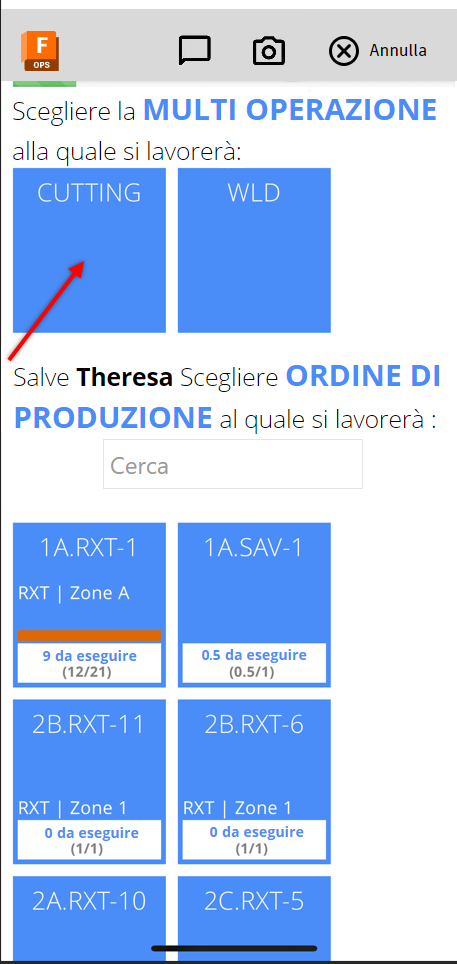 F
OPS
Annulla
Scegliere la MULTI OPERAZIONE
alla quale si lavorerà:
CUTTING
WLD
Salve Theresa Scegliere ORDINE DI
PRODUZIONE al quale si lavorerà :
Cerca
1A.RXT-1
RXT | Zone A
9 da eseguire
(12/21)
1A.SAV-1
0.5 da eseguire
(0.5/1)
2B.RXT-11
RXT | Zone 1
0 da eseguire
(1/1)
2B.RXT-6
RXT | Zone 1
0 da eseguire
(1/1)
2A.RXT-10
2C.RXT-5